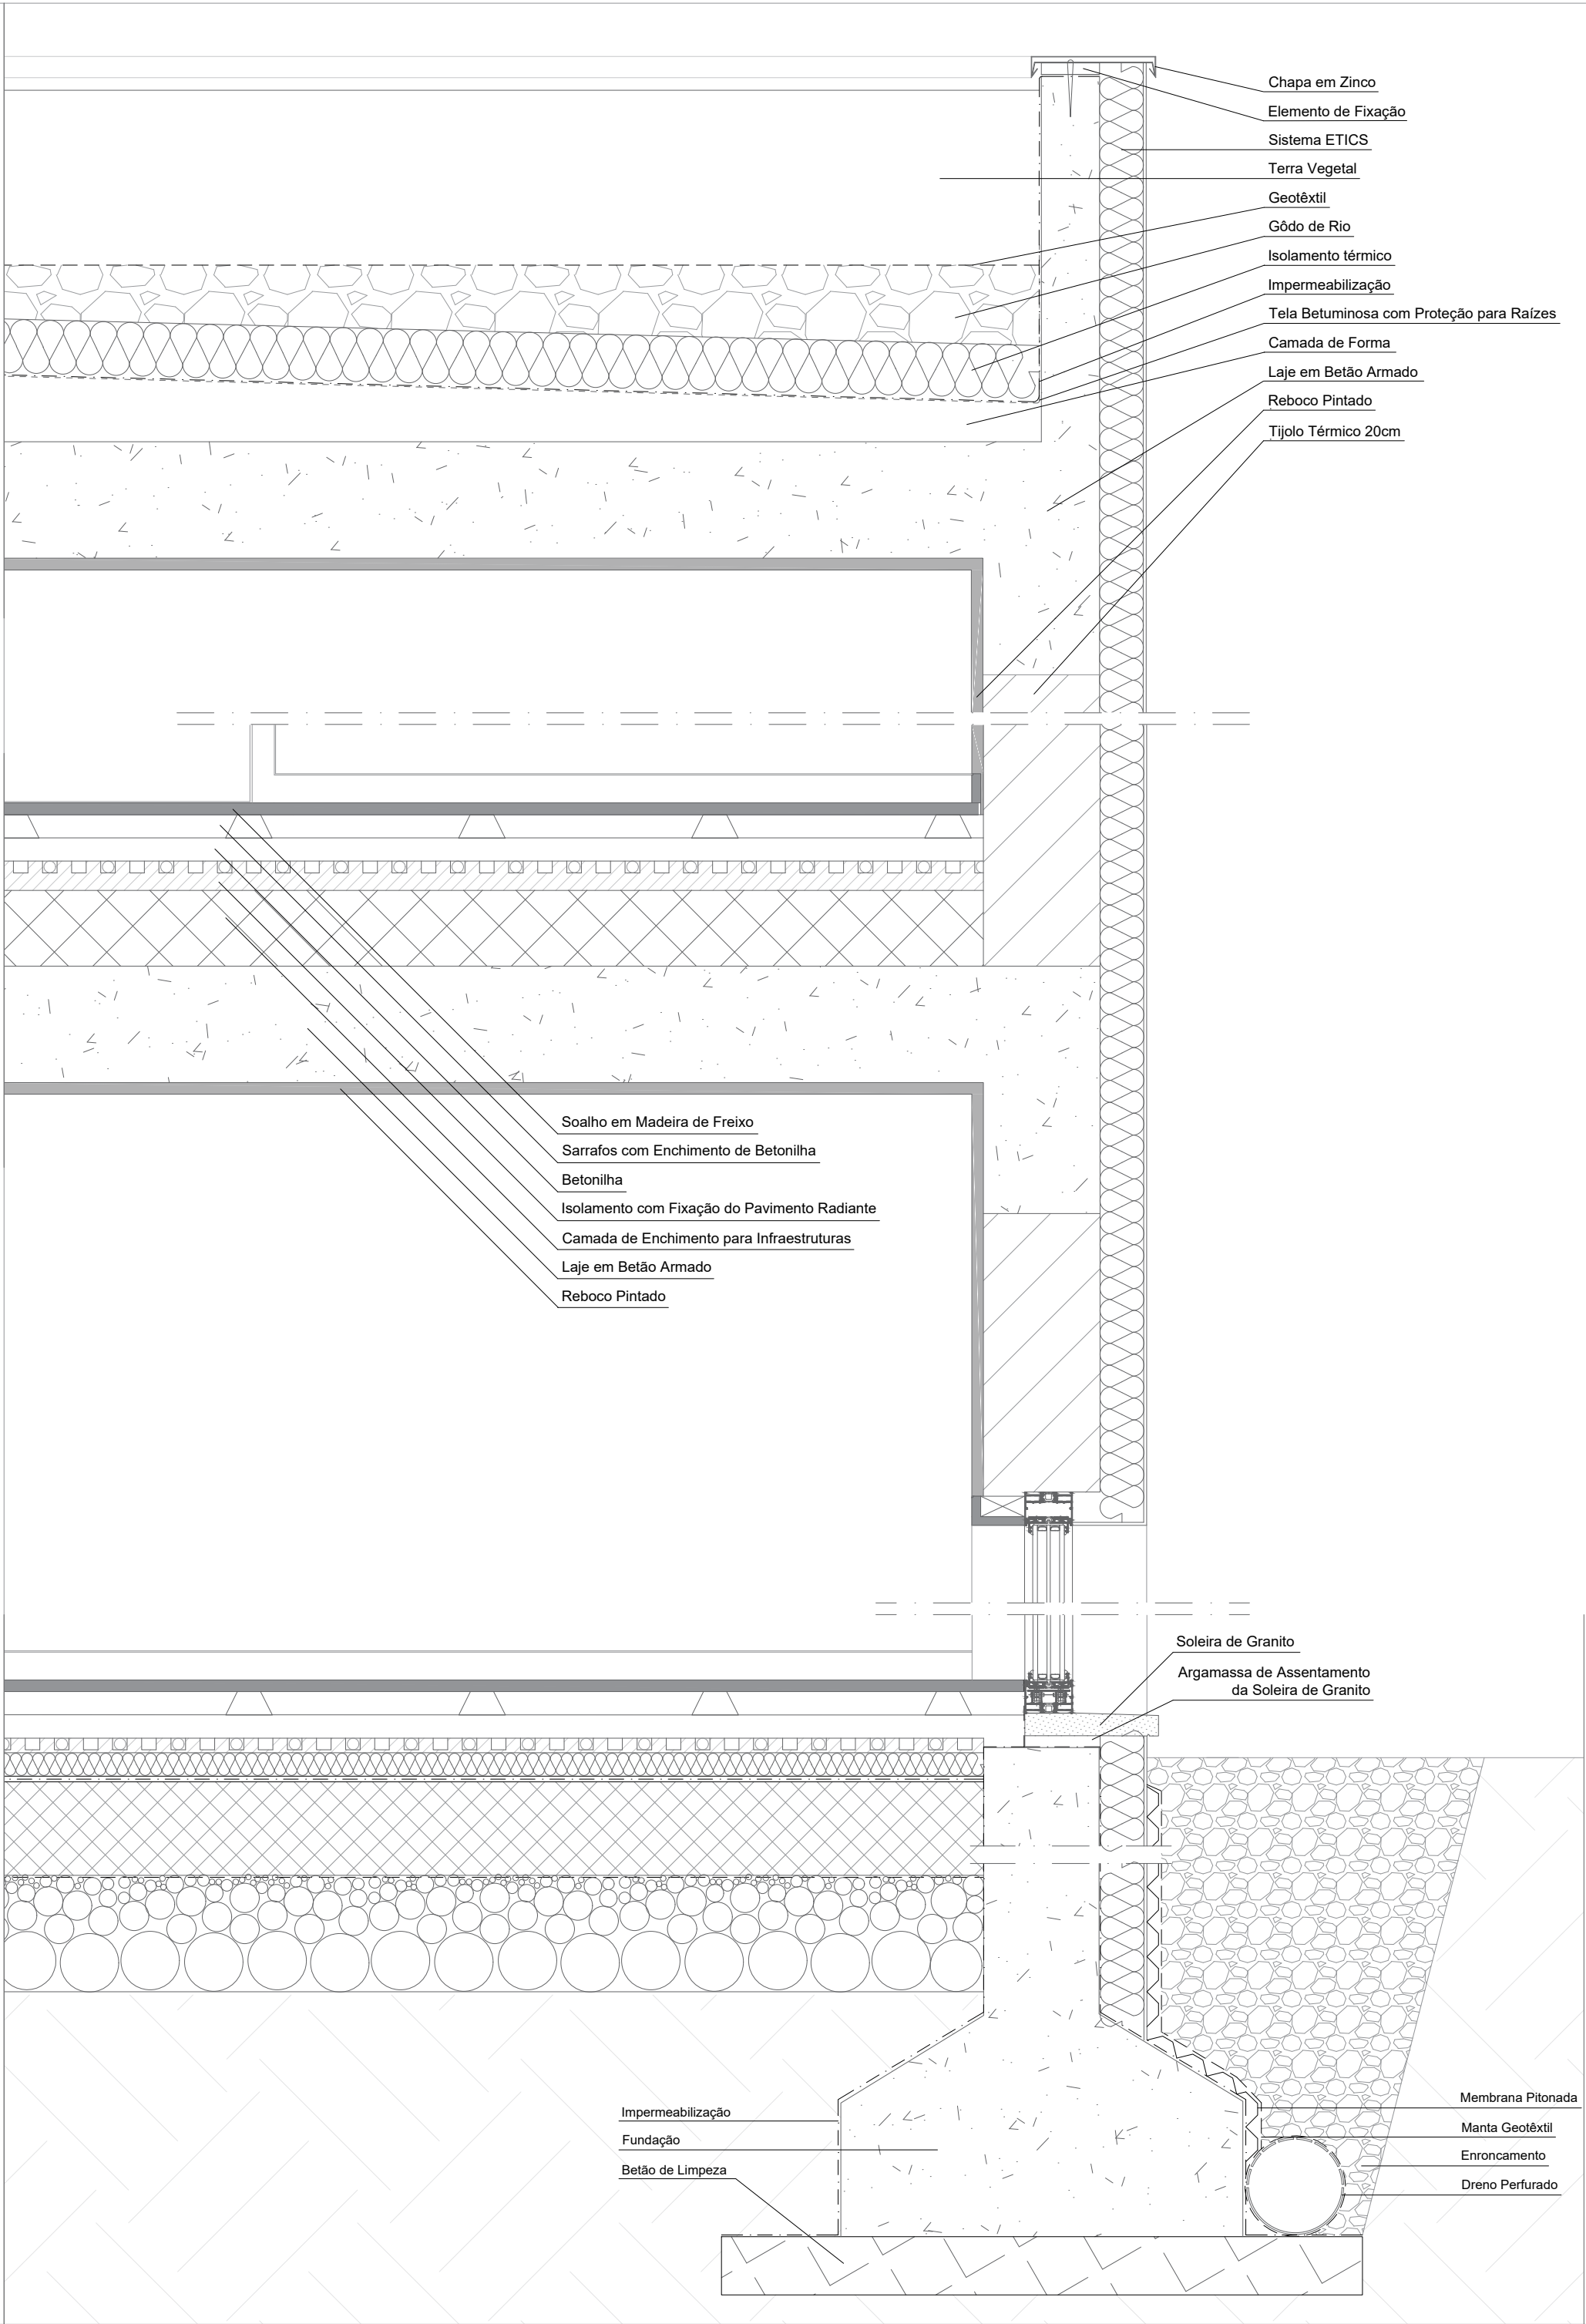 Chapa em Zinco
Elemento de Fixação
Sistema ETICS
Terra Vegetal
Geotêxtil
Gôdo de Rio
Isolamento térmico
Impermeabilização
Tela Betuminosa com Proteção para Raízes
Camada de Forma
Laje em Betão Armado
Reboco Pintado
Tijolo Térmico 20cm
Soalho em Madeira de Freixo
Sarrafos com Enchimento de Betonilha
Betonilha
Isolamento com Fixação do Pavimento Radiante
Camada de Enchimento para Infraestruturas
Laje em Betão Armado
Reboco Pintado
Soleira de Granito
Argamassa de Assentamento
da Soleira de Granito
Impermeabilização
Fundação
Betão de Limpeza
Membrana Pitonada
Manta Geotêxtil
Enroncamento
Dreno Perfurado